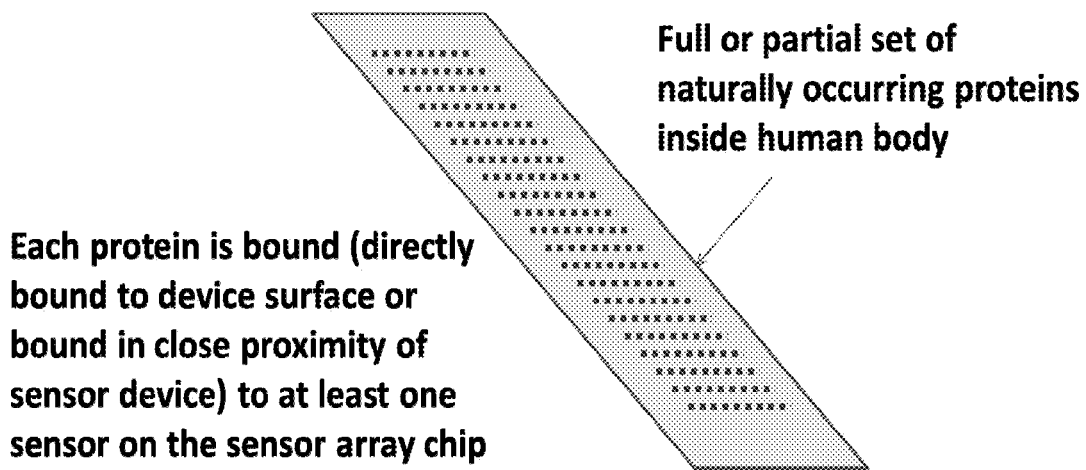 Full or partial set of
naturally occurring proteins
inside human body
Each protein is bound (directly
bound to device surface or
bound in close proximity of
sensor device) to at least one
sensor on the sensor array chip